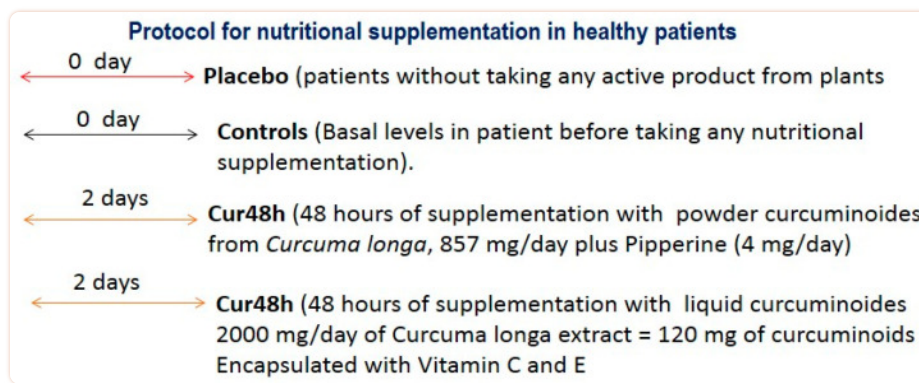 Protocol for nutritional supplementation in healthy patients
0 day
Placebo (patients without taking any active product from plants
0 day
Controls (Basal levels in patient before taking any nutritional
supplementation).
2 days
Cur48h (48 hours of supplementation with powder curcuminoides
from Curcuma longa, 857 mg/day plus Pipperine (4 mg/day)
2 days
Cur48h (48 hours of supplementation with liquid curcuminoides
2000 mg/day of Curcuma longa extract = 120 mg of curcuminoids
Encapsulated with Vitamin C and E